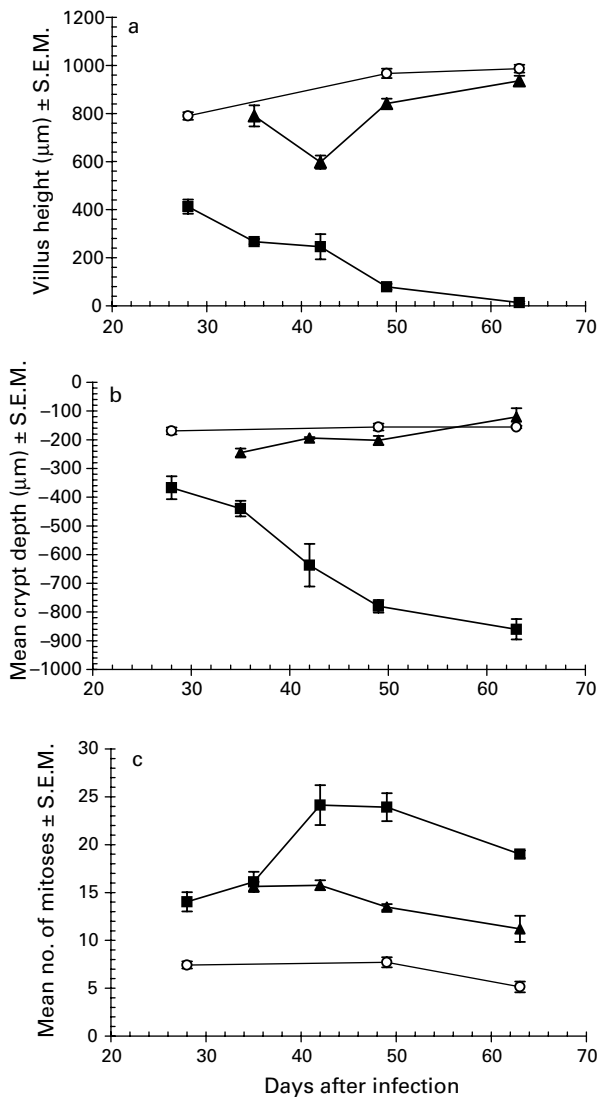 a
Villus height (μm) ± S.E.M.
1200
1000
800
600
400
200
0
20 30 40 50 60 70
b
Mean crypt depth (μm) ± S.E.M.
0
−100
−200
−300
−400
−500
−600
−700
−800
−900
−1000
20 30 40 50 60 70
c
Mean no. of mitoses ± S.E.M.
30
25
20
15
10
5
0
20 30 40 50 60 70
Days after infection